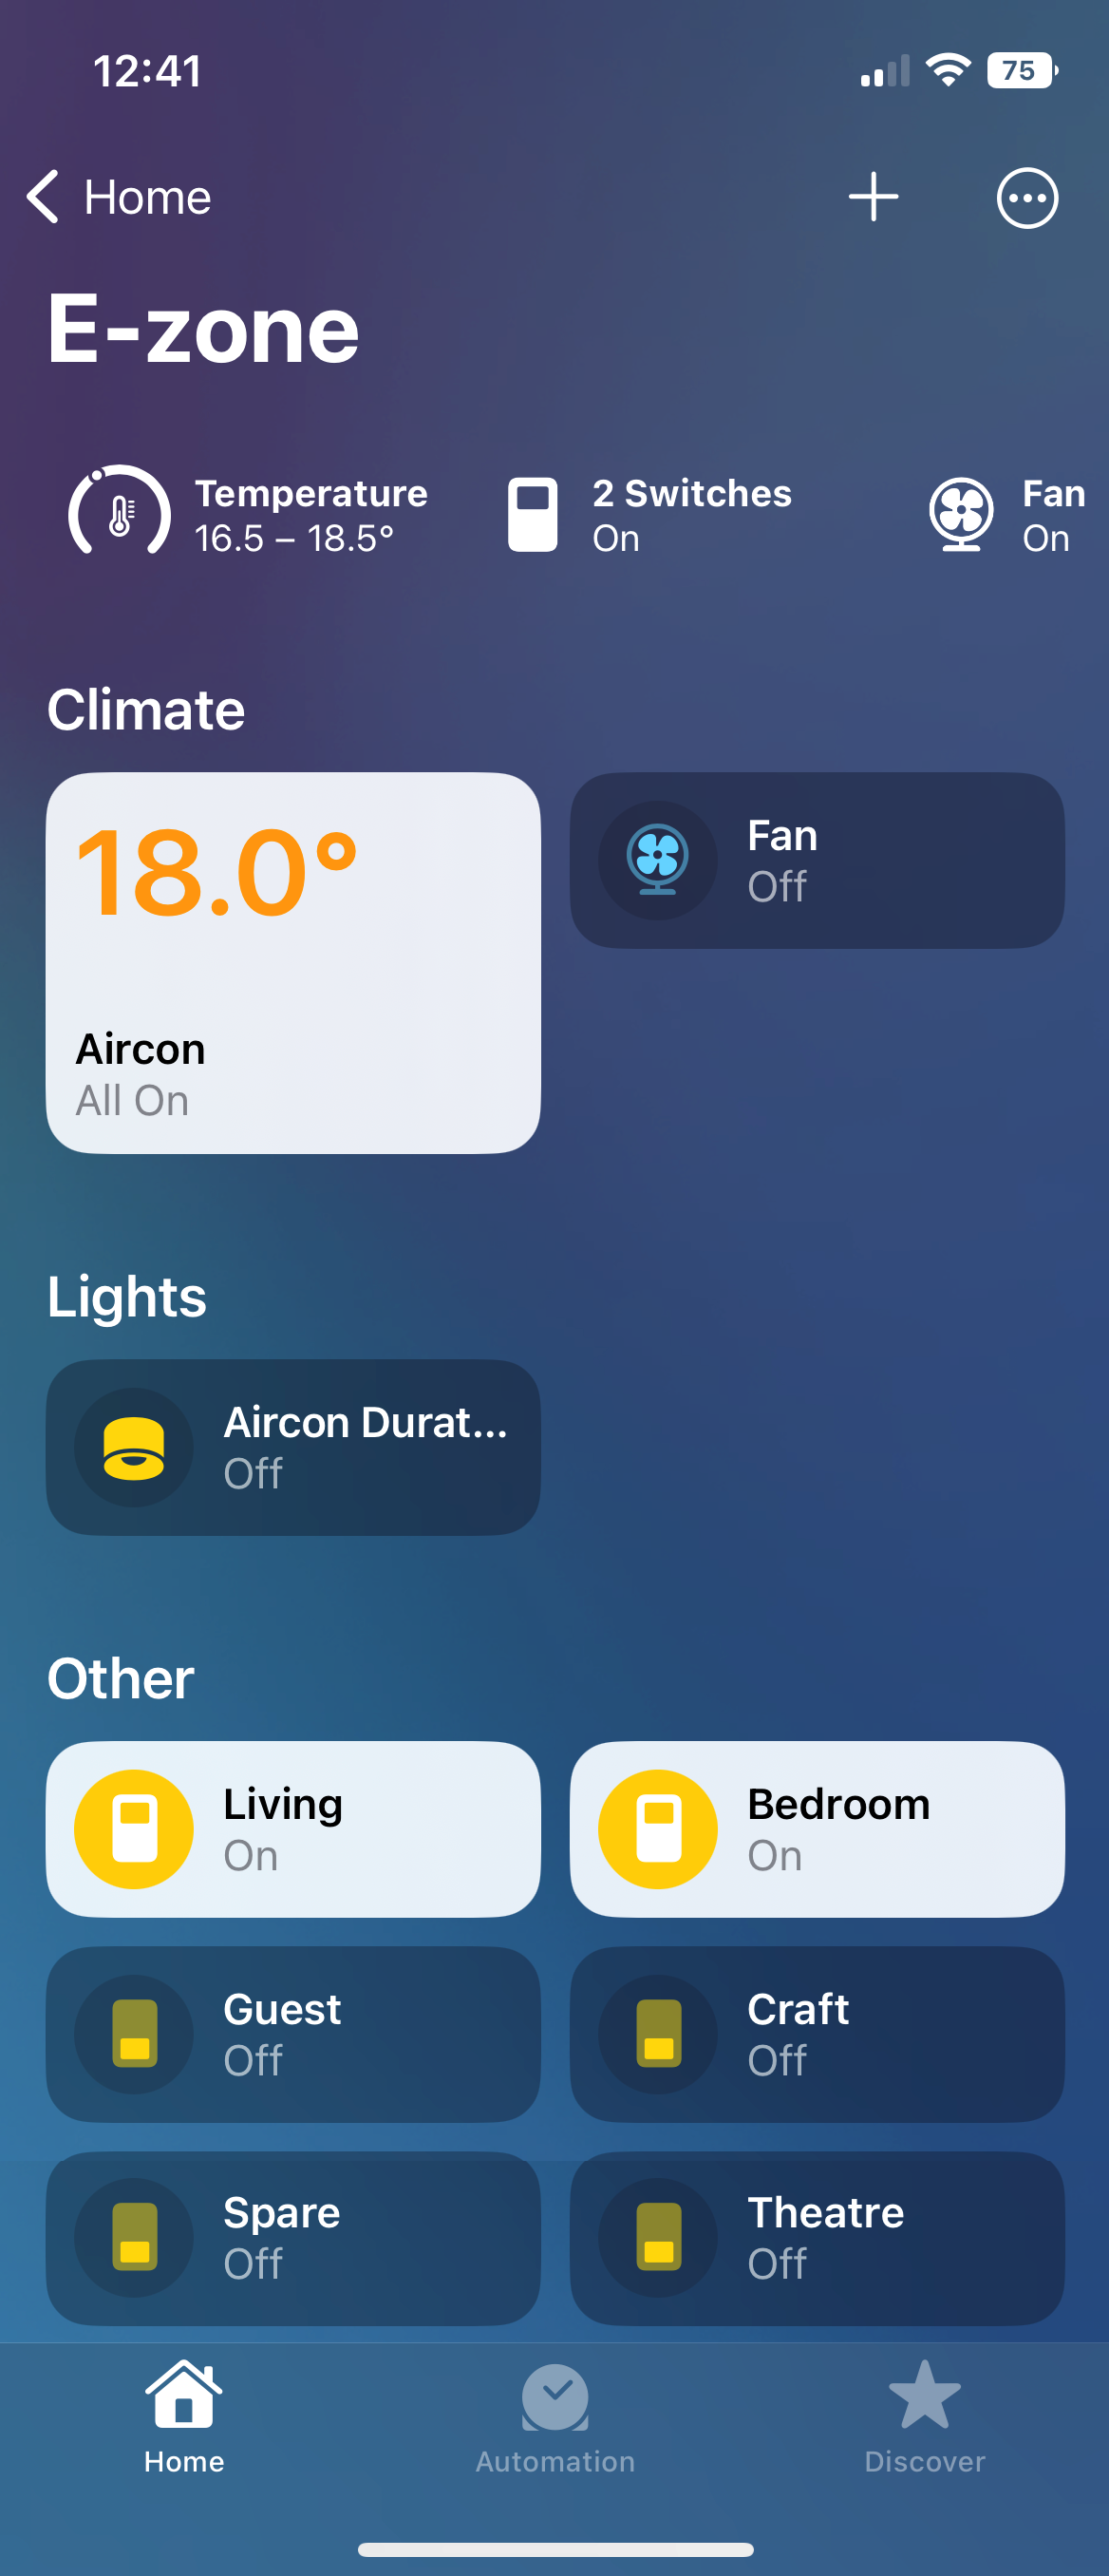 12:41
75
Home
E-zone
Temperature
16.5 – 18.5°
2 Switches
On
Fan
On
Climate
18.0°
Aircon
All On
Fan
Off
Lights
Aircon Durat...
Off
Other
Living
On
Bedroom
On
Guest
Off
Craft
Off
Spare
Off
Theatre
Off
Home
Automation
Discover